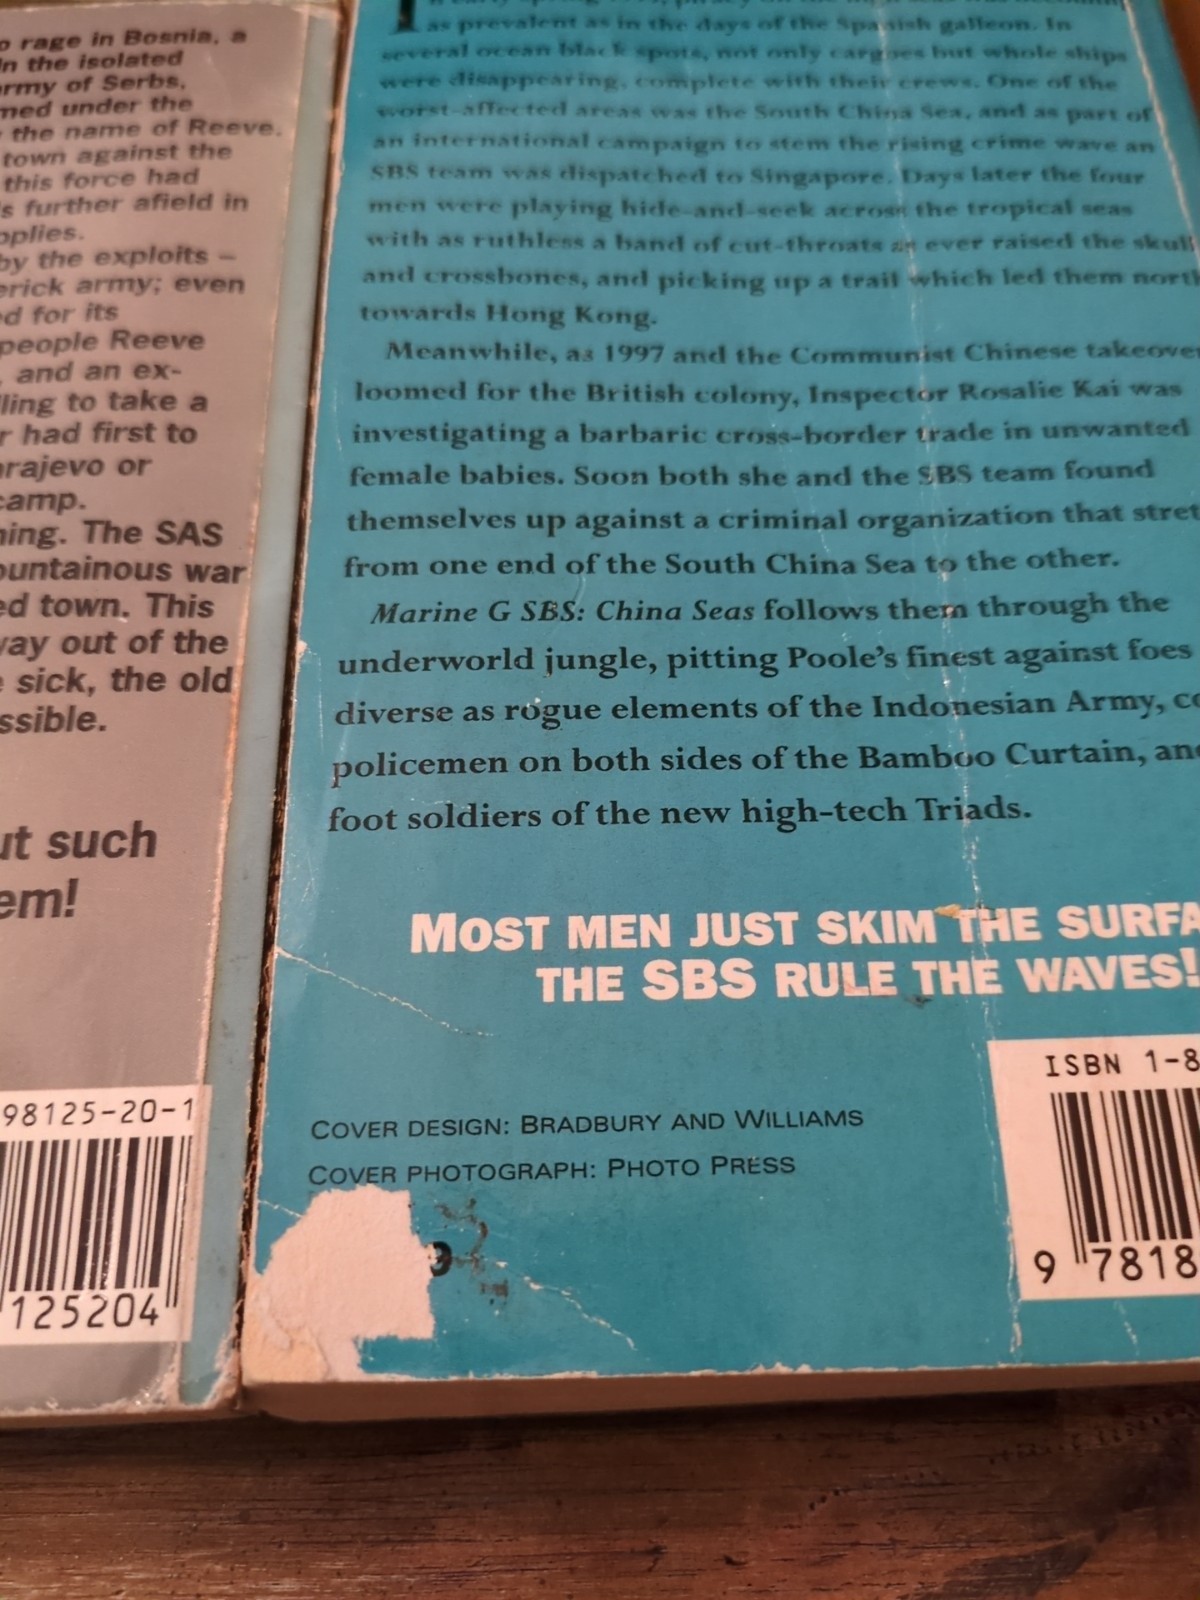 o rage in Bosnia, a
In the isolated
army of Serbs,
med under the
the name of Reeve.
town against the
this force had
s further afield in
pplies.
by the exploits –
erick army; even
ed for its
people Reeve
, and an ex-
lling to take a
r had first to
arajevo or
camp.
ning. The SAS
ountainous war
ed town. This
way out of the
e sick, the old
ssible.
ut such
em!
98125-20-1
125204
as prevalent as in the days of the Spanish galleon. In
several ocean black spots, not only cargoes but whole ships
were disappearing, complete with their crews. One of the
worst-affected areas was the South China Sea, and as part of
an international campaign to stem the rising crime wave an
SBS team was dispatched to Singapore. Days later the four
men were playing hide-and-seek across the tropical seas
with as ruthless a band of cut-throats as ever raised the skull
and crossbones, and picking up a trail which led them north
towards Hong Kong.
Meanwhile, as 1997 and the Communist Chinese takeover
loomed for the British colony, Inspector Rosalie Kai was
investigating a barbaric cross-border trade in unwanted
female babies. Soon both she and the SBS team found
themselves up against a criminal organization that stret
from one end of the South China Sea to the other.
Marine G SBS: China Seas follows them through the
underworld jungle, pitting Poole's finest against foes
diverse as rogue elements of the Indonesian Army, co
policemen on both sides of the Bamboo Curtain, and
foot soldiers of the new high-tech Triads.
MOST MEN JUST SKIM THE SURFA
THE SBS RULE THE WAVES!
ISBN 1-8
COVER DESIGN: BRADBURY AND WILLIAMS
COVER PHOTOGRAPH: PHOTO PRESS
9 7818